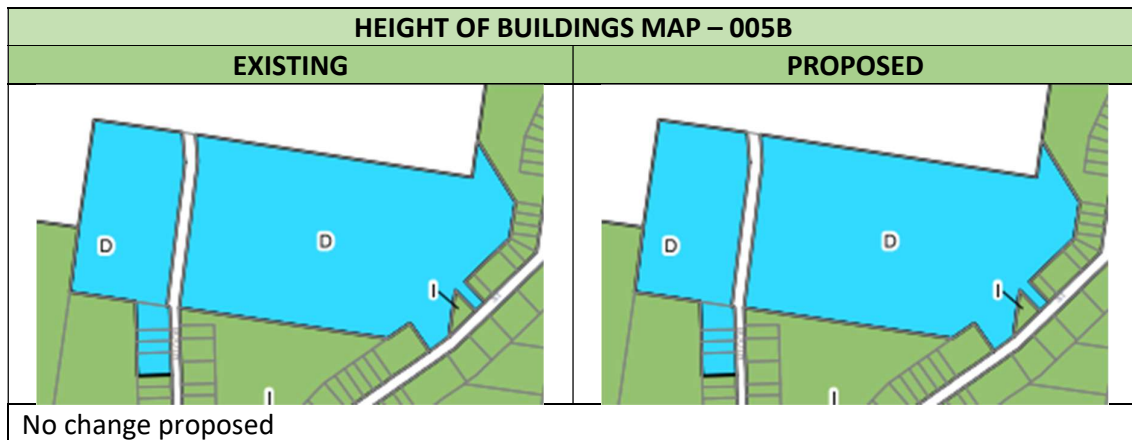 HEIGHT OF BUILDINGS MAP – 005B
EXISTING
PROPOSED
D
D
I
I
D
D
I
I
No change proposed